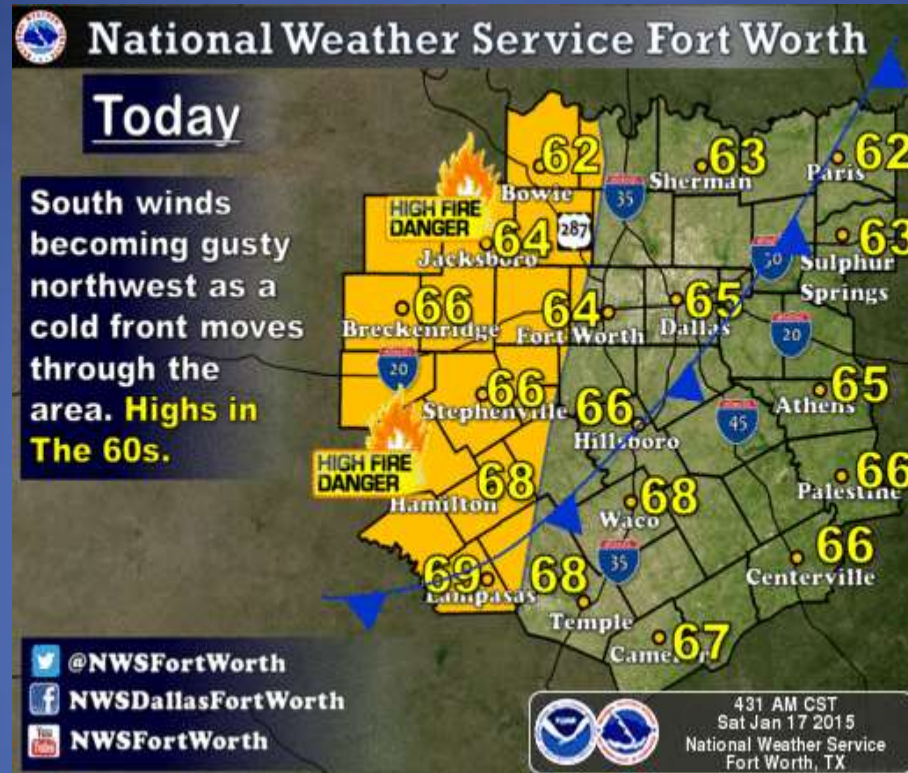 National Weather Service Fort Worth
Today
South winds
becoming gusty
northwest as a
cold front moves
through the
area. Highs in
The 60s.
HIGH FIRE
DANGER
62
Bowie
63
Sherman
62
Paris
35
287
64
Jacksboro
63
Sulphur
Springs
30
66
Breckenridge
64
Fort Worth
65
Dallas
20
20
66
Stephenville
66
Hillsboro
65
Athens
45
HIGH FIRE
DANGER
68
Hamilton
68
Waco
66
Palestine
69
Lampasas
68
Temple
35
66
Centerville
67
Cameron
@NWSFortWorth
NWSDallasFortWorth
You
Tube
NWSFortWorth
431 AM CST
Sat Jan 17 2015
National Weather Service
Fort Worth, TX